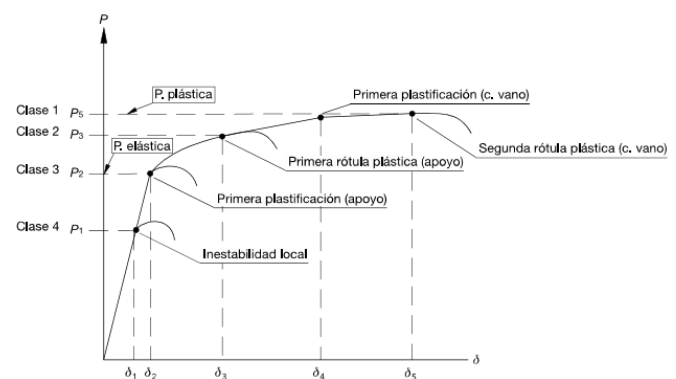 P
P. plástica
Primera plastificación (c. vano)
Clase 1 P₅
Clase 2 P₃
P. elástica
Segunda rótula plástica (c. vano)
Primera rótula plástica (apoyo)
Clase 3 P₂
Primera plastificación (apoyo)
Clase 4 P₁
Inestabilidad local
δ
δ₁ δ₂ δ₃ δ₄ δ₅